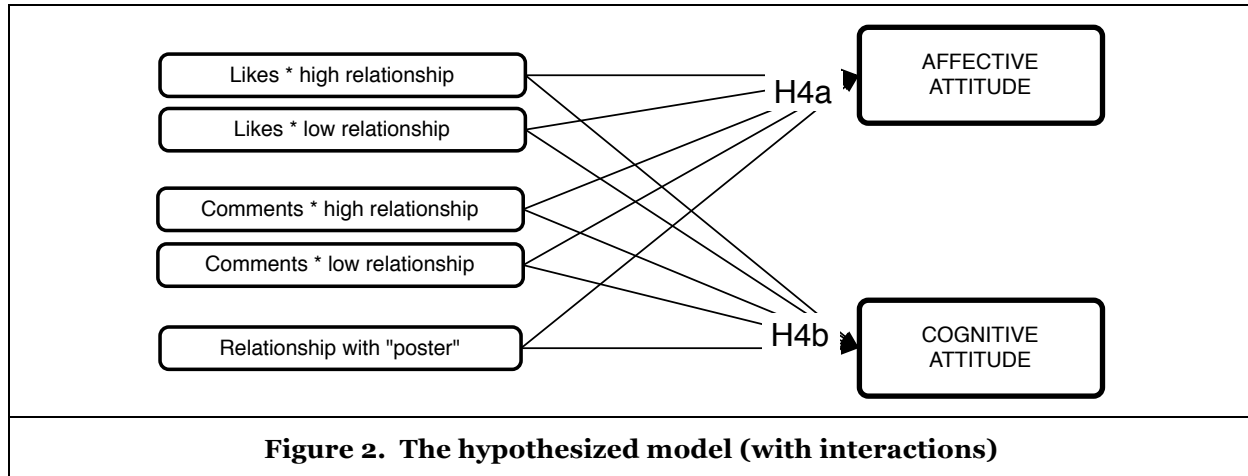 Likes * high relationship
Likes * low relationship
Comments * high relationship
Comments * low relationship
Relationship with "poster"
H4a
H4b
AFFECTIVE
ATTITUDE
COGNITIVE
ATTITUDE
Figure 2. The hypothesized model (with interactions)